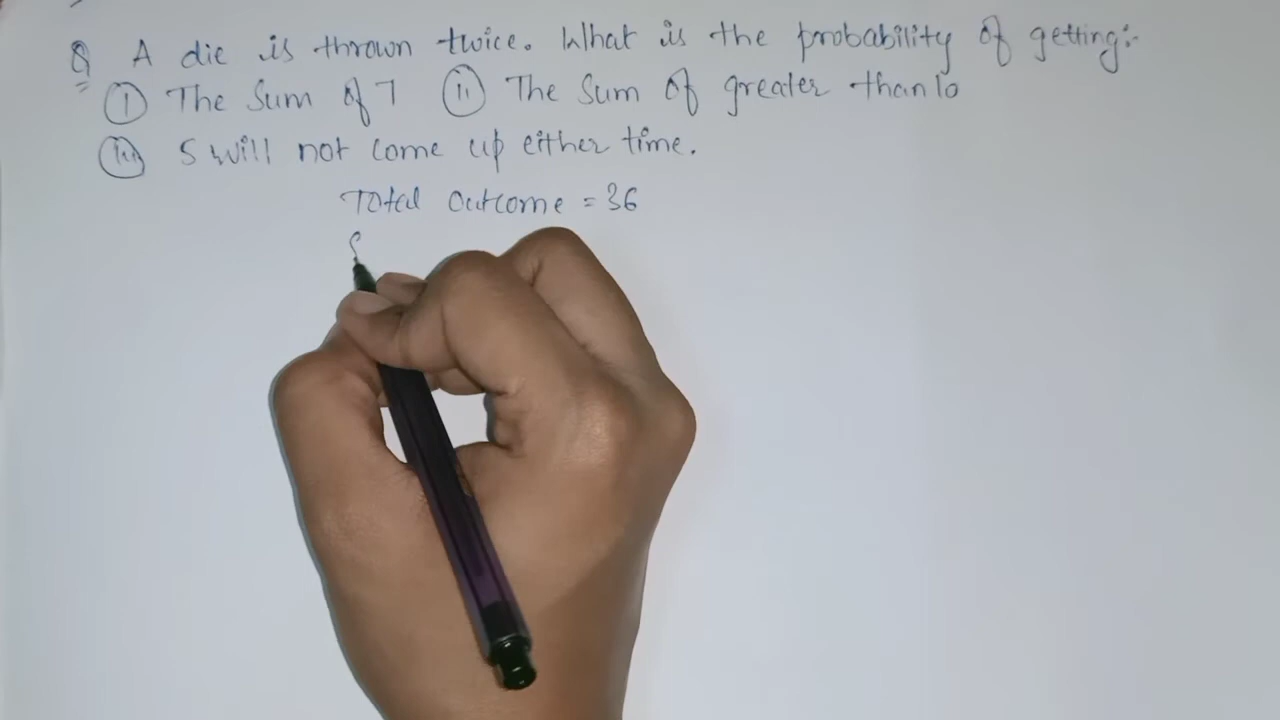 Q A die is thrown twice. What is the probability of getting:-
(i) The Sum of 7 (ii) The Sum of greater than 10
(iii) 5 will not come up either time.
Total outcome = 36
S